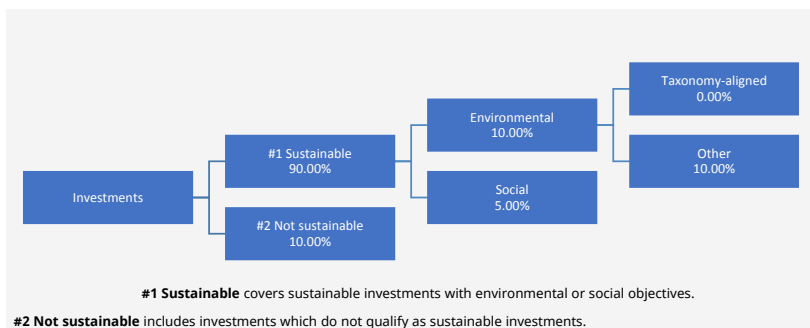 Investments
#1 Sustainable
90.00%
#2 Not sustainable
10.00%
Environmental
10.00%
Social
5.00%
Taxonomy-aligned
0.00%
Other
10.00%
#1 Sustainable covers sustainable investments with environmental or social objectives.
#2 Not sustainable includes investments which do not qualify as sustainable investments.